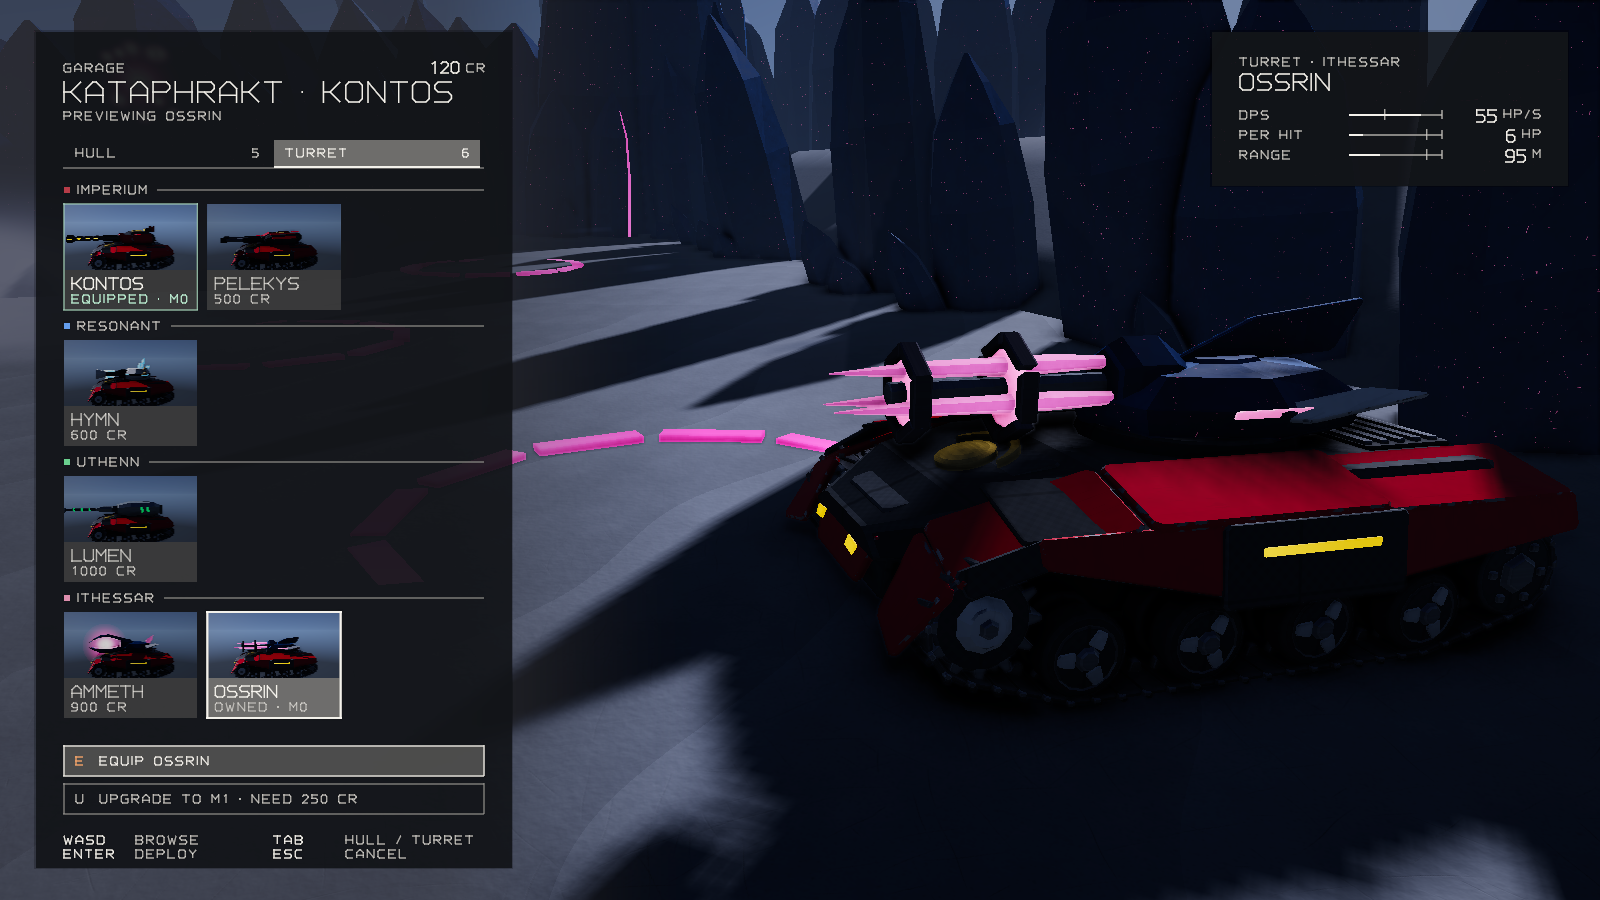 GARAGE 120 CR
KATAPHRAKT · KONTOS
PREVIEWING OSSRIN
HULL 5 TURRET 6
IMPERIUM
KONTOS
EQUIPPED · M0
PELEKYS
500 CR
RESONANT
HYMN
600 CR
UTHENN
LUMEN
1000 CR
ITHESSAR
AMMETH
900 CR
OSSRIN
OWNED · M0
E EQUIP OSSRIN
U UPGRADE TO M1 · NEED 250 CR
WASD BROWSE TAB HULL / TURRET
ENTER DEPLOY ESC CANCEL
TURRET · ITHESSAR
OSSRIN
DPS 55 HP/S
PER HIT 6 HP
RANGE 95 M